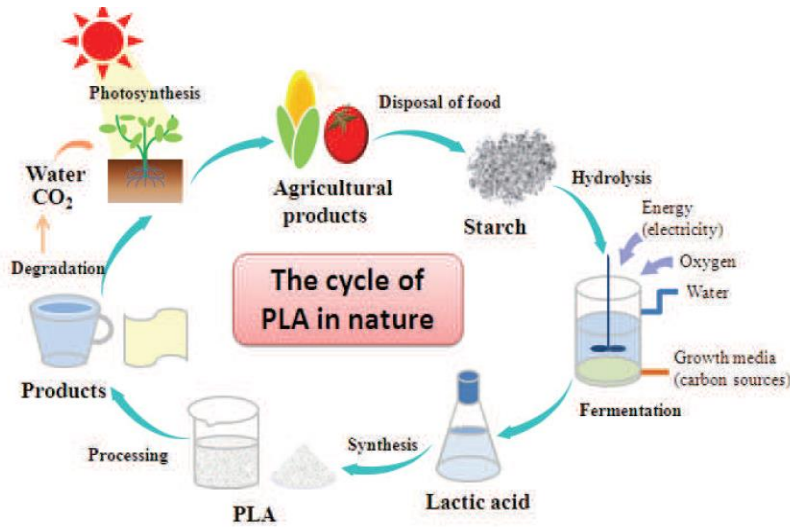 Photosynthesis
Disposal of food
Water
CO₂
Agricultural
products
Starch
Hydrolysis
Energy
(electricity)
Oxygen
Water
Growth media
(carbon sources)
Fermentation
Degradation
The cycle of
PLA in nature
Products
Processing
PLA
Synthesis
Lactic acid